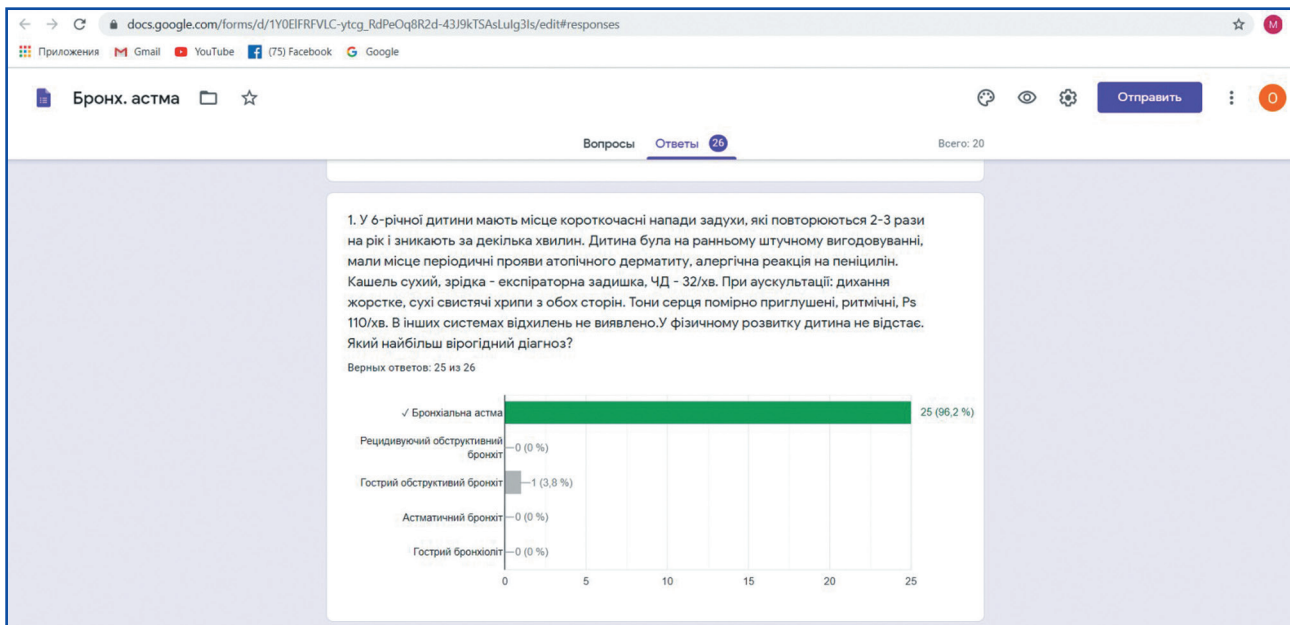 docs.google.com/forms/d/1Y0ElFRFVLC-ytcg_RdPeOq8R2d-43J9kTSAsLuIg3Is/edit#responses
M
Приложения Gmail YouTube (75) Facebook Google
Бронх. астма
Отправить
O
Вопросы Ответы 26
Всего: 20
1. У 6-річної дитини мають місце короткочасні напади задухи, які повторюються 2-3 рази
на рік і зникають за декілька хвилин. Дитина була на ранньому штучному вигодовуванні,
мали місце періодичні прояви атопічного дерматиту, алергічна реакція на пеніцилін.
Кашель сухий, зрідка - експіраторна задишка, ЧД - 32/хв. При аускультації: дихання
жорстке, сухі свистячі хрипи з обох сторін. Тони серця помірно приглушені, ритмічні, Ps
110/хв. В інших системах відхилень не виявлено.У фізичному розвитку дитина не відстає.
Який найбільш вірогідний діагноз?
Верных ответов: 25 из 26
✓ Бронхіальна астма
25 (96,2 %)
Рецидивуючий обструктивний
бронхіт
0 (0 %)
Гострий обструктивий бронхіт
1 (3,8 %)
Астматичний бронхіт
0 (0 %)
Гострий бронхіоліт
0 (0 %)
0 5 10 15 20 25